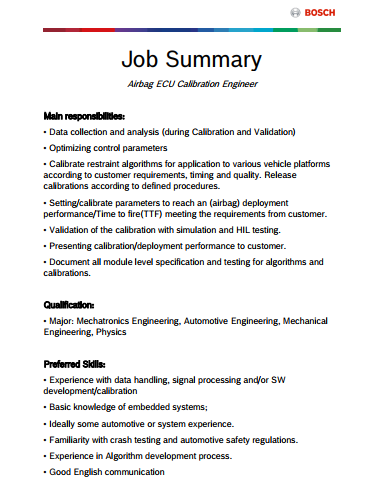 BOSCH
Job Summary
Airbag ECU Calibration Engineer
Main responsibilities:
• Data collection and analysis (during Calibration and Validation)
• Optimizing control parameters
• Calibrate restraint algorithms for application to various vehicle platforms
according to customer requirements, timing and quality. Release
calibrations according to defined procedures.
• Setting/calibrate parameters to reach an (airbag) deployment
performance/Time to fire(TTF) meeting the requirements from customer.
• Validation of the calibration with simulation and HIL testing.
• Presenting calibration/deployment performance to customer.
• Document all module level specification and testing for algorithms and
calibrations.
Qualification:
• Major: Mechatronics Engineering, Automotive Engineering, Mechanical
Engineering, Physics
Preferred Skills:
• Experience with data handling, signal processing and/or SW
development/calibration
• Basic knowledge of embedded systems;
• Ideally some automotive or system experience.
• Familiarity with crash testing and automotive safety regulations.
• Experience in Algorithm development process.
• Good English communication